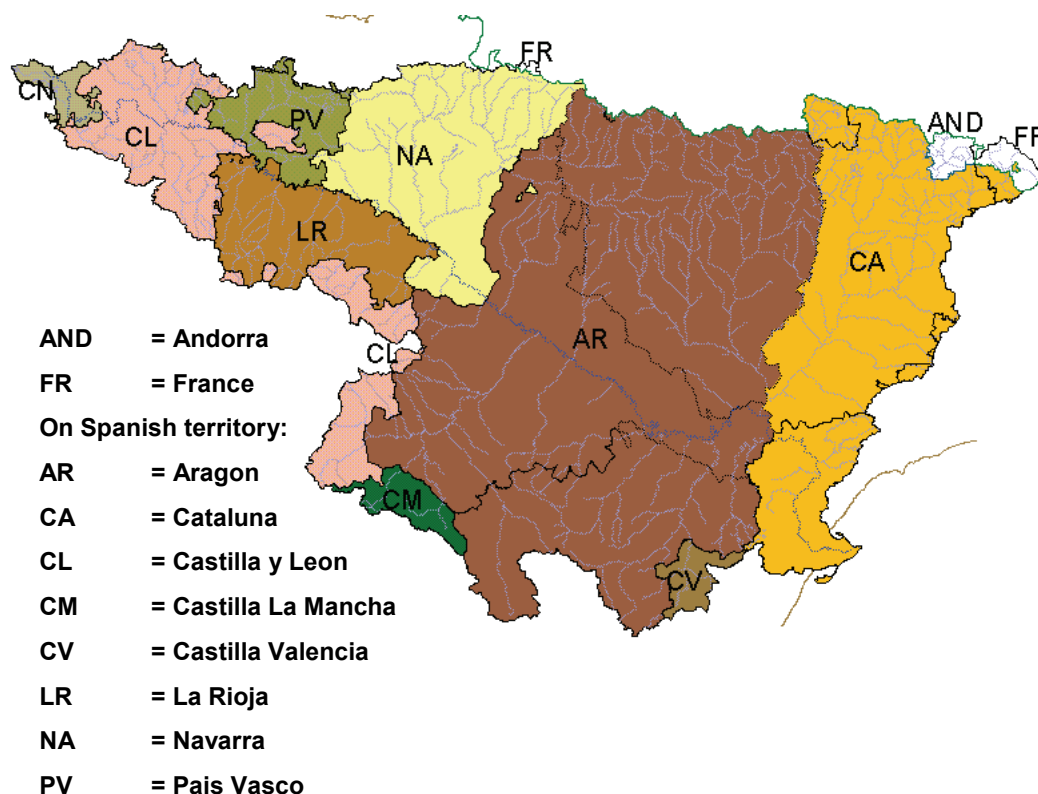 FR
CN
PV
AND
FF
CL
NA
LR
CA
AR
CL
CM
CV
AND = Andorra
FR = France
On Spanish territory:
AR = Aragon
CA = Cataluna
CL = Castilla y Leon
CM = Castilla La Mancha
CV = Castilla Valencia
LR = La Rioja
NA = Navarra
PV = Pais Vasco